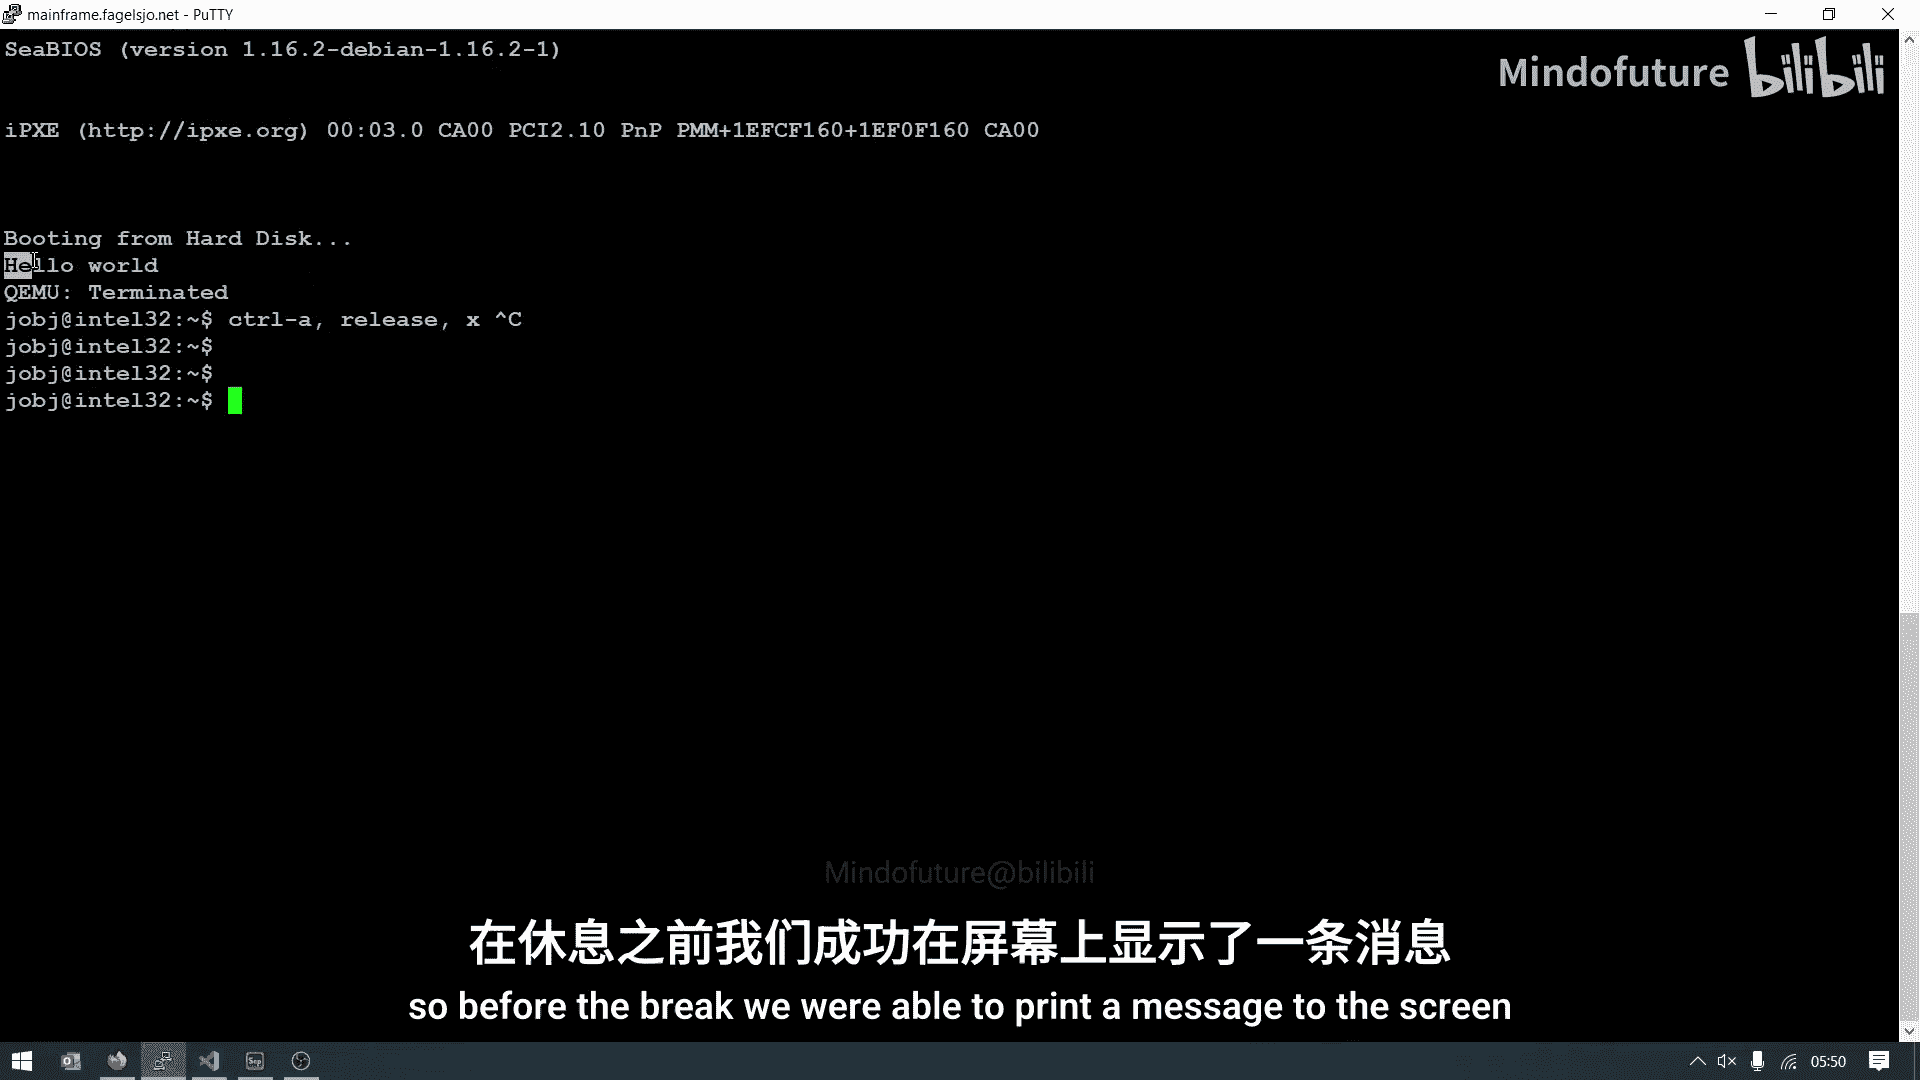 mainframe.fagelsjo.net - PuTTY
SeaBIOS (version 1.16.2-debian-1.16.2-1)
Mindofuture bilibili
iPXE (http://ipxe.org) 00:03.0 CA00 PCI2.10 PnP PMM+1EFCF160+1EF0F160 CA00
Booting from Hard Disk...
Hello world
QEMU: Terminated
jobj@intel32:~$ ctrl-a, release, x ^C
jobj@intel32:~$
jobj@intel32:~$
jobj@intel32:~$
Mindofuture@bilibili
在休息之前我们成功在屏幕上显示了一条消息
so before the break we were able to print a message to the screen
05:50